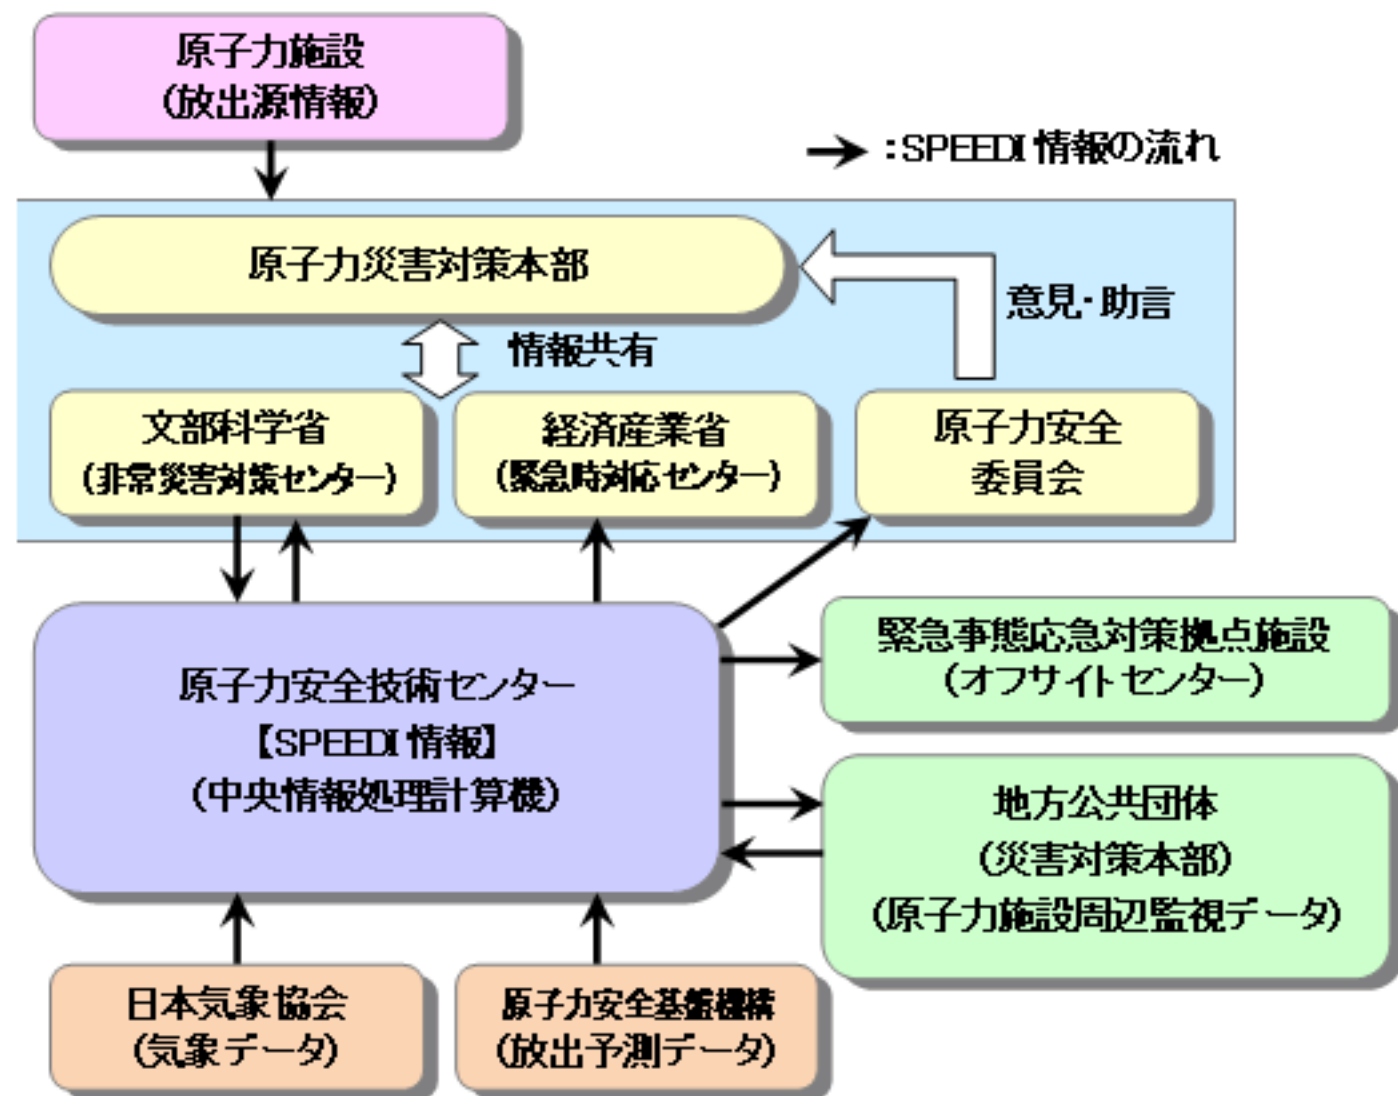 原子力施設
(放出源情報)
:SPEEDI 情報の流れ
原子力災害対策本部
意見・助言
情報共有
文部科学省
(非常災害対策センター)
経済産業省
(緊急時対応センター)
原子力安全
委員会
原子力安全技術センター
【SPEEDI 情報】
(中央情報処理計算機)
緊急事態応急対策拠点施設
(オフサイトセンター)
地方公共団体
(災害対策本部)
(原子力施設周辺監視データ)
日本気象協会
(気象データ)
原子力安全基盤機構
(放出予測データ)